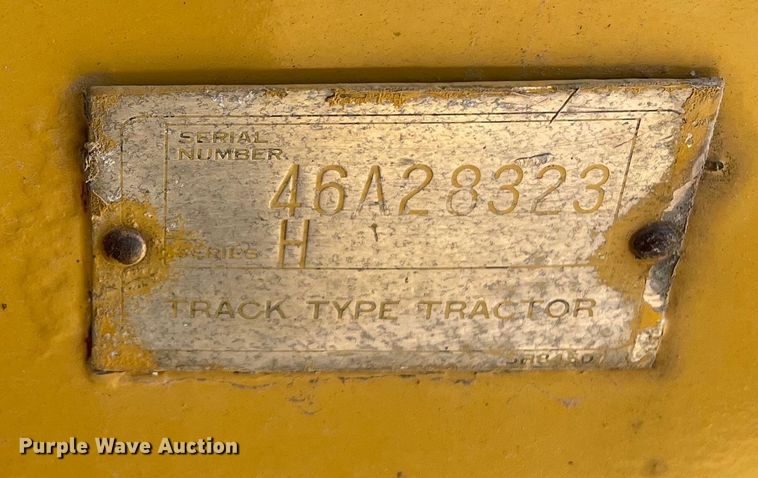 SERIAL
NUMBER
46A28323
SERIES H
TRACK TYPE TRACTOR
Purple Wave Auction